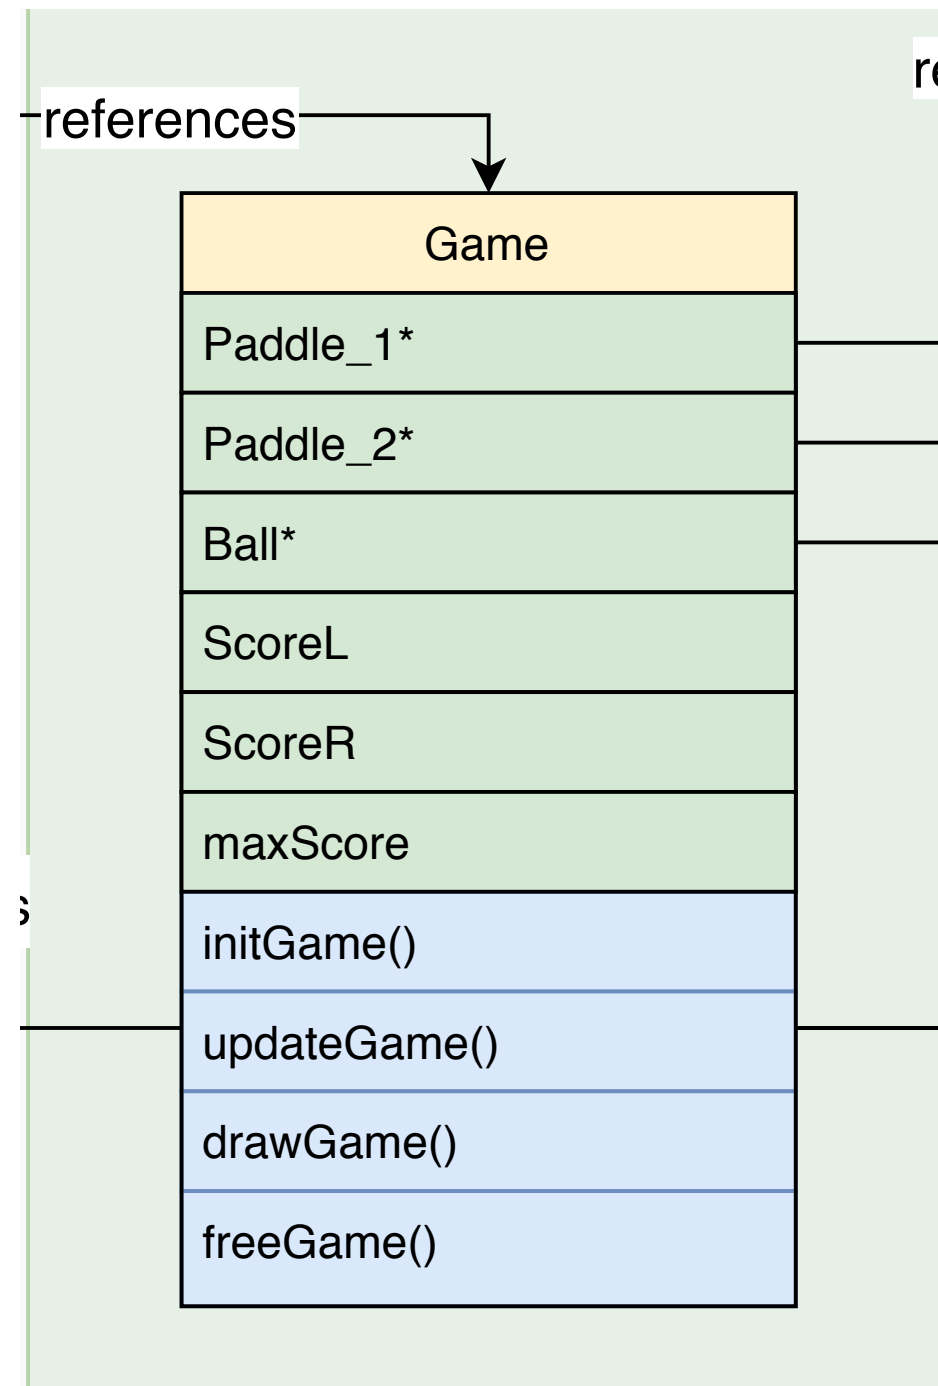 references
Game
Paddle_1*
Paddle_2*
Ball*
ScoreL
ScoreR
maxScore
initGame()
updateGame()
drawGame()
freeGame()